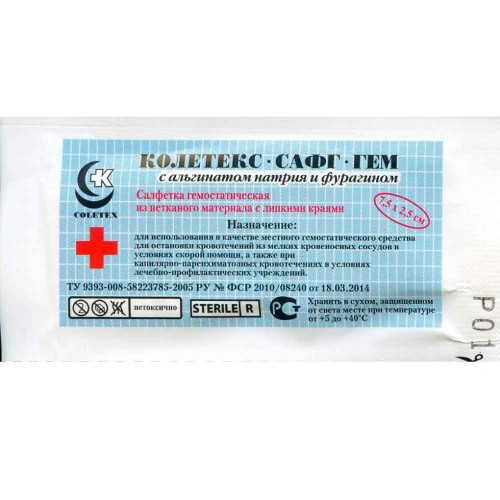 КОЛЕТЕКС · САФГ · ГЕМ
с альгинатом натрия и фурагином
K
COLETEX
Салфетка гемостатическая
из нетканого материала с липкими краями
7,5 x 2,5 см
Назначение:
для использования в качестве местного гемостатического средства
для остановки кровотечений из мелких кровеносных сосудов в
условиях скорой помощи, а также при
капилярно-паренхиматозных кровотечениях в условиях
лечебно-профилактических учреждений.
ТУ 9393-008-58223785-2005 РУ № ФСР 2010/08240 от 18.03.2014
нетоксично
STERILE R
РСТ
Хранить в сухом, защищенном
от света месте при температуре
от +5 до +40°C
P01